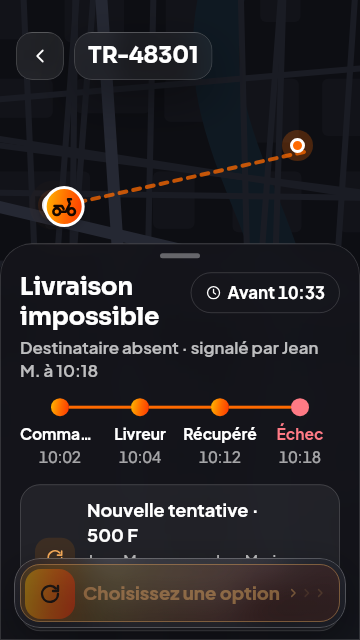 TR-48301
Livraison
impossible
Avant 10:33
Destinataire absent · signalé par Jean
M. à 10:18
Comma... Livreur Récupéré Échec
10:02 10:04 10:12 10:18
Nouvelle tentative ·
500 F
Choisissez une option